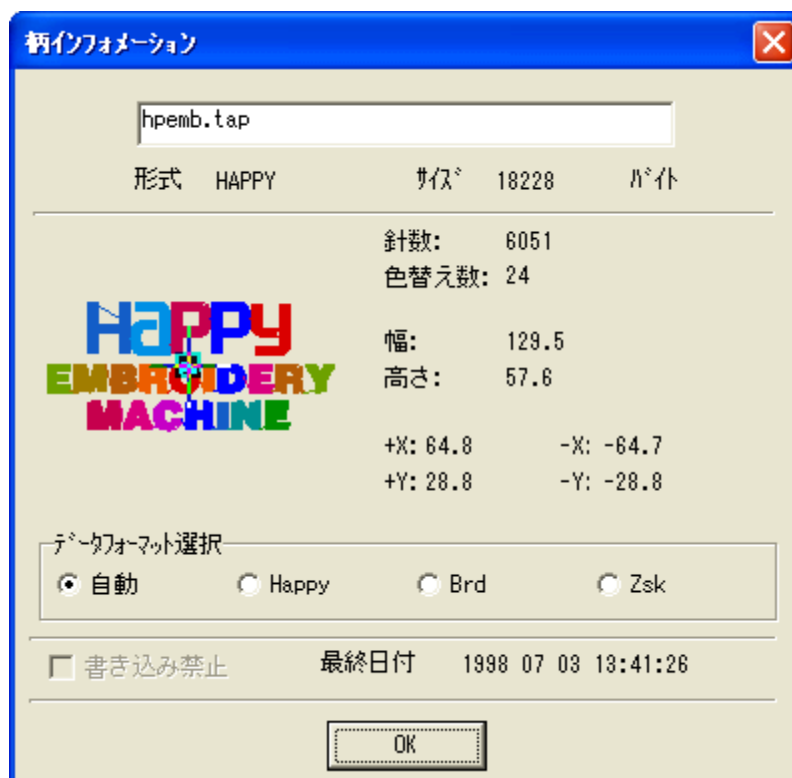 柄ｲﾝﾌｫﾒｰｼｮﾝ
hpemb.tap
形式 HAPPY ｻｲｽﾞ 18228 ﾊﾞｲﾄ
針数: 6051
色替え数: 24
HaPPy
EMBROIDERY
MACHINE
幅: 129.5
高さ: 57.6
+X: 64.8 -X: -64.7
+Y: 28.8 -Y: -28.8
ﾃﾞｰﾀﾌｫｰﾏｯﾄ選択
自動 Happy Brd Zsk
書き込み禁止 最終日付 1998 07 03 13:41:26
OK